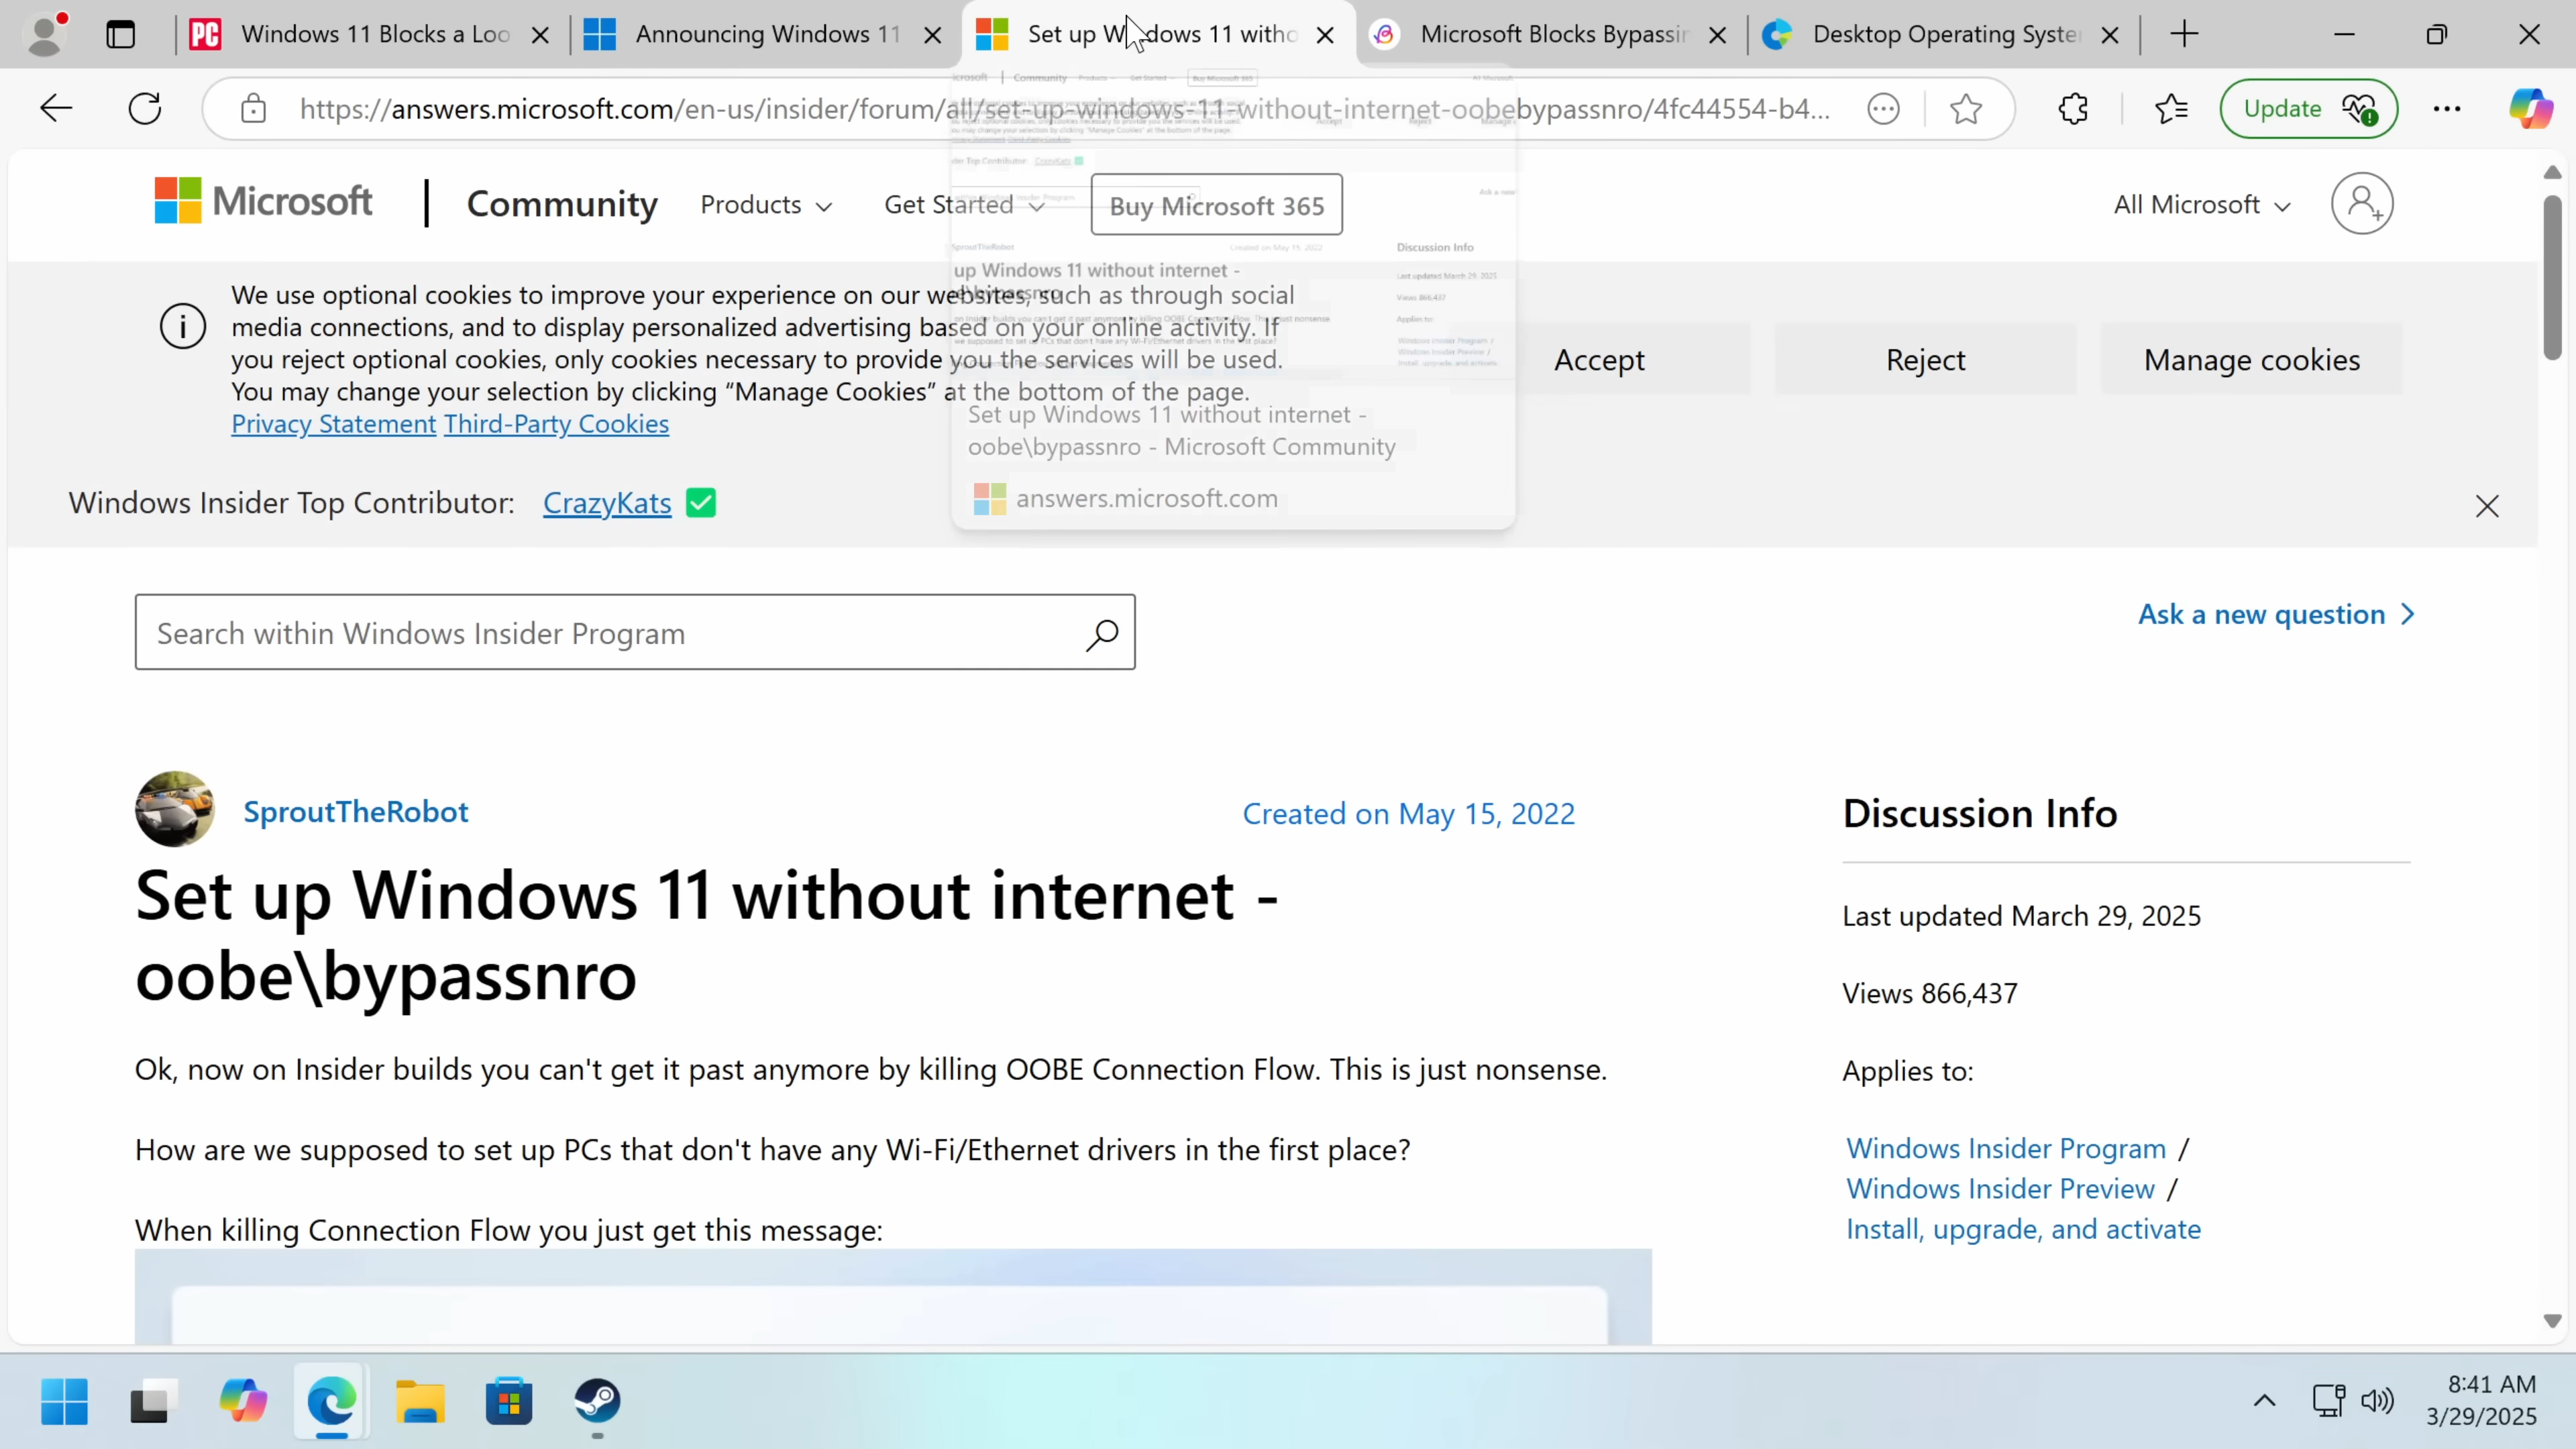 Windows 11 Blocks a Loo
Announcing Windows 11
Set up Windows 11 witho
Microsoft Blocks Bypassin
Desktop Operating Syste
https://answers.microsoft.com/en-us/insider/forum/all/set-up-windows-11-without-internet-oobebypassnro/4fc44554-b4...
Update
Microsoft
Community
Products
Get Started
Buy Microsoft 365
All Microsoft
We use optional cookies to improve your experience on our websites, such as through social
media connections, and to display personalized advertising based on your online activity. If
you reject optional cookies, only cookies necessary to provide you the services will be used.
You may change your selection by clicking “Manage Cookies” at the bottom of the page.
Privacy Statement Third-Party Cookies
Accept
Reject
Manage cookies
Set up Windows 11 without internet -
oobe\bypassnro - Microsoft Community
answers.microsoft.com
Windows Insider Top Contributor: CrazyKats
Search within Windows Insider Program
Ask a new question
SproutTheRobot
Created on May 15, 2022
Set up Windows 11 without internet -
oobe\bypassnro
Ok, now on Insider builds you can't get it past anymore by killing OOBE Connection Flow. This is just nonsense.
How are we supposed to set up PCs that don't have any Wi-Fi/Ethernet drivers in the first place?
When killing Connection Flow you just get this message:
Discussion Info
Last updated March 29, 2025
Views 866,437
Applies to:
Windows Insider Program /
Windows Insider Preview /
Install, upgrade, and activate
8:41 AM
3/29/2025